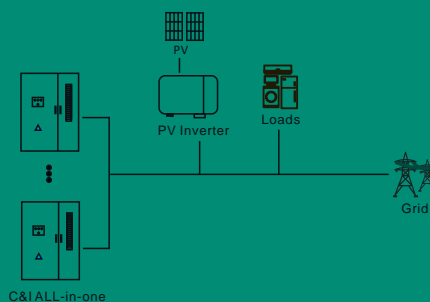 PV
PV Inverter
Loads
Grid
C&I ALL-in-one